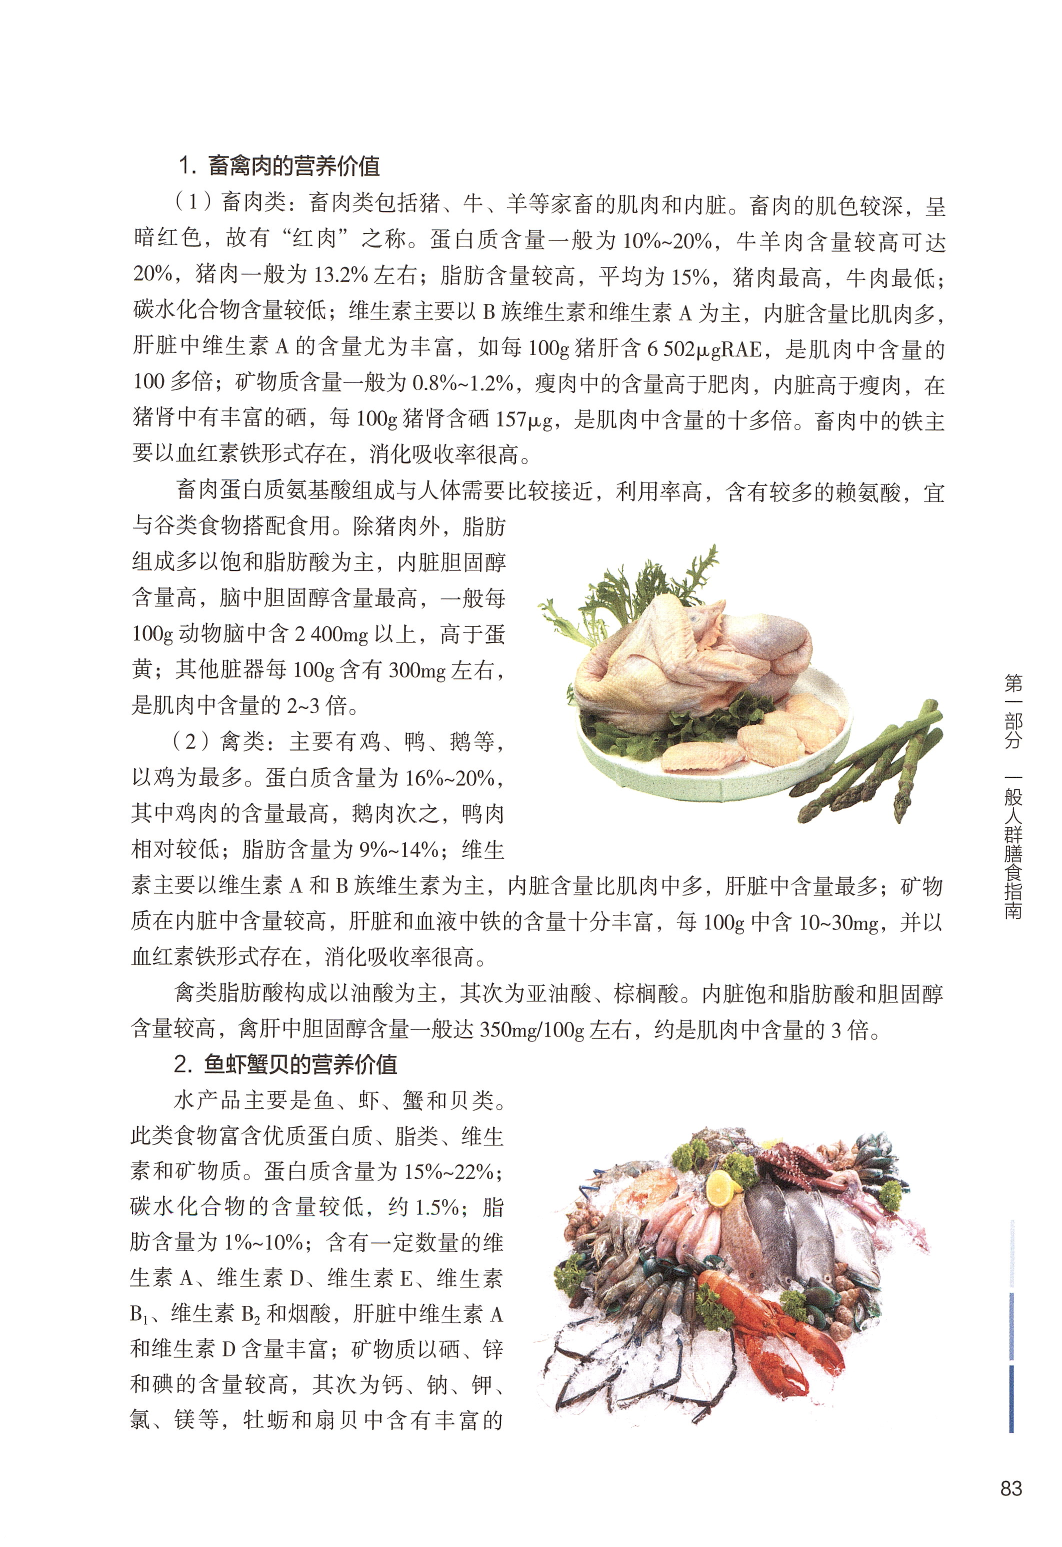 1. 畜禽肉的营养价值
（1）畜肉类：畜肉类包括猪、牛、羊等家畜的肌肉和内脏。畜肉的肌色较深，呈
暗红色，故有“红肉”之称。蛋白质含量一般为 10%~20%，牛羊肉含量较高可达
20%，猪肉一般为 13.2% 左右；脂肪含量较高，平均为 15%，猪肉最高，牛肉最低；
碳水化合物含量较低；维生素主要以 B 族维生素和维生素 A 为主，内脏含量比肌肉多，
肝脏中维生素 A 的含量尤为丰富，如每 100g 猪肝含 6 502μgRAE，是肌肉中含量的
100 多倍；矿物质含量一般为 0.8%~1.2%，瘦肉中的含量高于肥肉，内脏高于瘦肉，在
猪肾中有丰富的硒，每 100g 猪肾含硒 157μg，是肌肉中含量的十多倍。畜肉中的铁主
要以血红素铁形式存在，消化吸收率很高。
畜肉蛋白质氨基酸组成与人体需要比较接近，利用率高，含有较多的赖氨酸，宜
与谷类食物搭配食用。除猪肉外，脂肪
组成多以饱和脂肪酸为主，内脏胆固醇
含量高，脑中胆固醇含量最高，一般每
100g 动物脑中含 2 400mg 以上，高于蛋
黄；其他脏器每 100g 含有 300mg 左右，
是肌肉中含量的 2~3 倍。
（2）禽类：主要有鸡、鸭、鹅等，
以鸡为最多。蛋白质含量为 16%~20%，
其中鸡肉的含量最高，鹅肉次之，鸭肉
相对较低；脂肪含量为 9%~14%；维生
素主要以维生素 A 和 B 族维生素为主，内脏含量比肌肉中多，肝脏中含量最多；矿物
质在内脏中含量较高，肝脏和血液中铁的含量十分丰富，每 100g 中含 10~30mg，并以
血红素铁形式存在，消化吸收率很高。
禽类脂肪酸构成以油酸为主，其次为亚油酸、棕榈酸。内脏饱和脂肪酸和胆固醇
含量较高，禽肝中胆固醇含量一般达 350mg/100g 左右，约是肌肉中含量的 3 倍。
2. 鱼虾蟹贝的营养价值
水产品主要是鱼、虾、蟹和贝类。
此类食物富含优质蛋白质、脂类、维生
素和矿物质。蛋白质含量为 15%~22%；
碳水化合物的含量较低，约 1.5%；脂
肪含量为 1%~10%；含有一定数量的维
生素 A、维生素 D、维生素 E、维生素
B₁、维生素 B₂ 和烟酸，肝脏中维生素 A
和维生素 D 含量丰富；矿物质以硒、锌
和碘的含量较高，其次为钙、钠、钾、
氯、镁等，牡蛎和扇贝中含有丰富的
第一部分 一般人群膳食指南
83